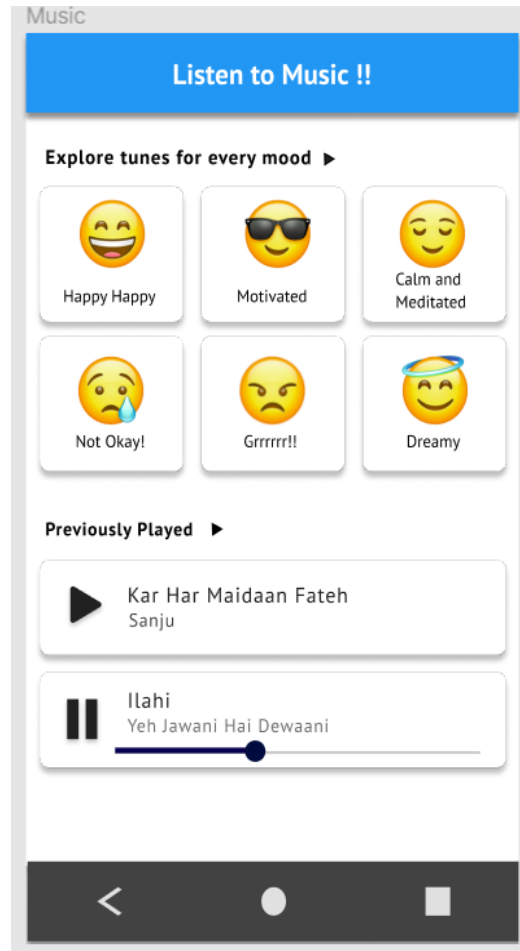 Music
Listen to Music !!
Explore tunes for every mood
Happy Happy
Motivated
Calm and
Meditated
Not Okay!
Grrrrrr!!
Dreamy
Previously Played
Kar Har Maidaan Fateh
Sanju
Ilahi
Yeh Jawani Hai Dewaani